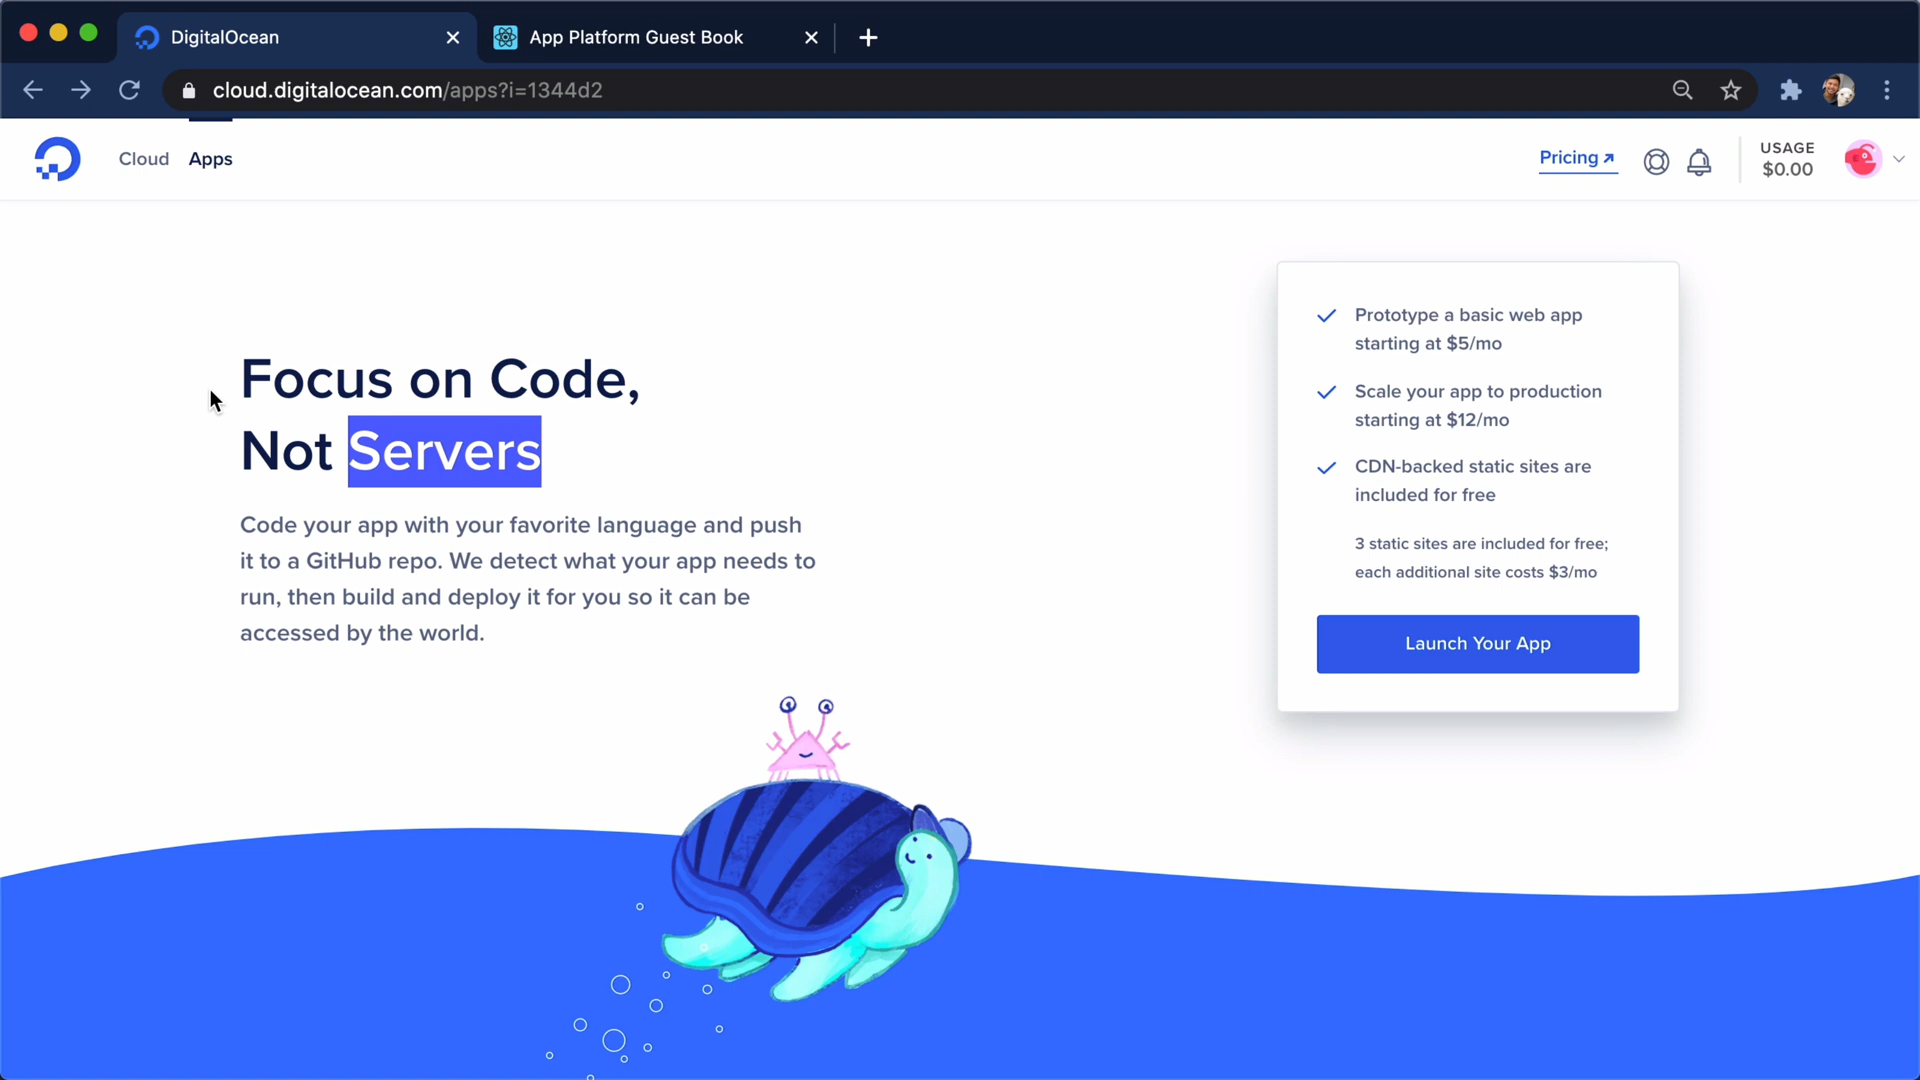 DigitalOcean
App Platform Guest Book
cloud.digitalocean.com/apps?i=1344d2
Cloud
Apps
Pricing
USAGE
$0.00
Focus on Code,
Not Servers
Code your app with your favorite language and push
it to a GitHub repo. We detect what your app needs to
run, then build and deploy it for you so it can be
accessed by the world.
Prototype a basic web app
starting at $5/mo
Scale your app to production
starting at $12/mo
CDN-backed static sites are
included for free
3 static sites are included for free;
each additional site costs $3/mo
Launch Your App